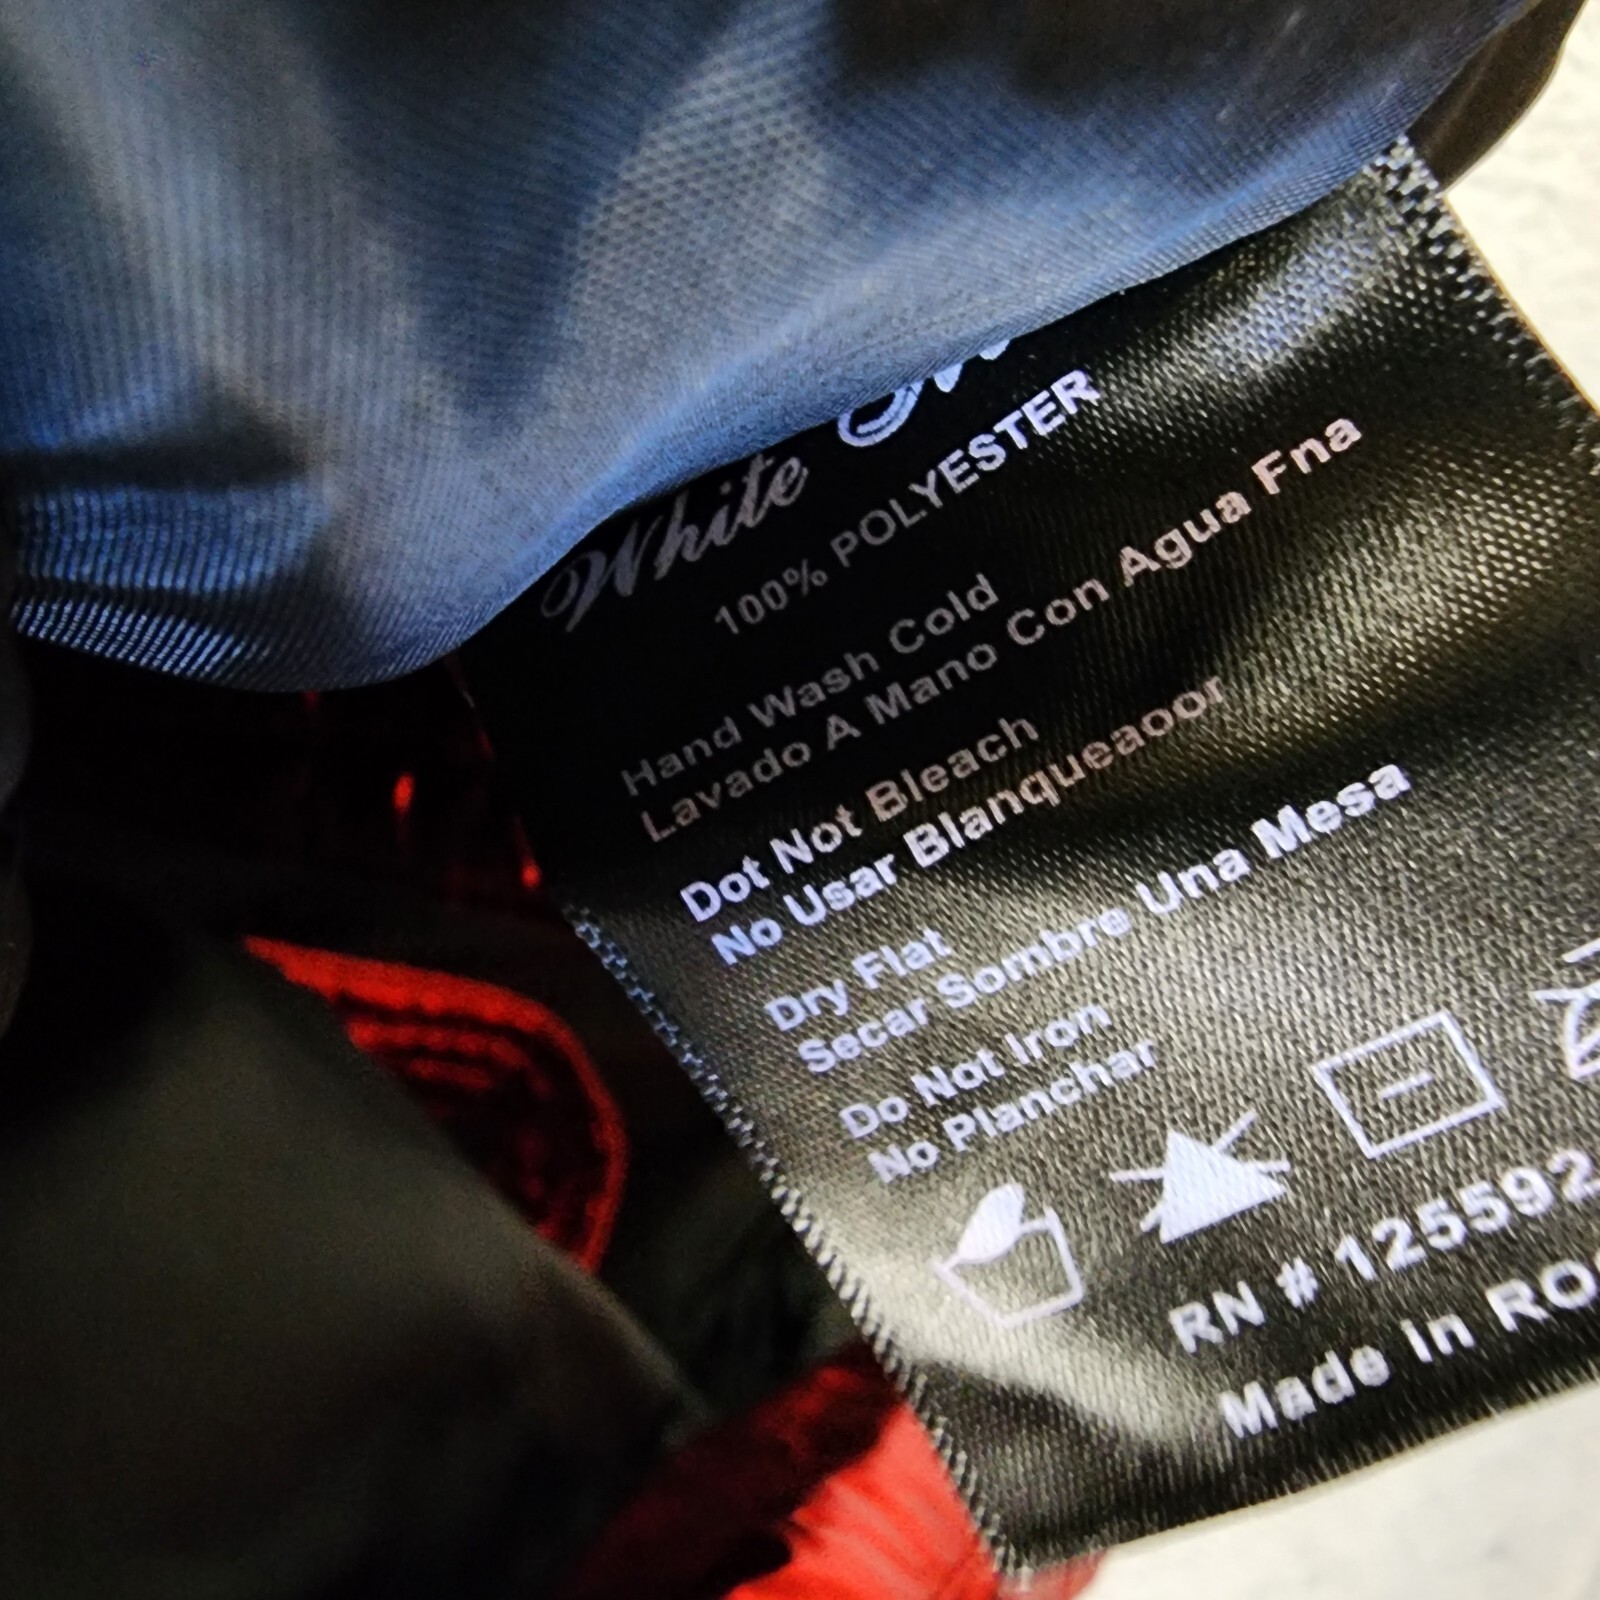 White
100% POLYESTER
Hand Wash Cold
Lavado A Mano Con Agua Fna
Dot Not Bleach
No Usar Blanqueaoor
Dry Flat
Secar Sombre Una Mesa
Do Not Iron
No Planchar
RN # 125592
Made in